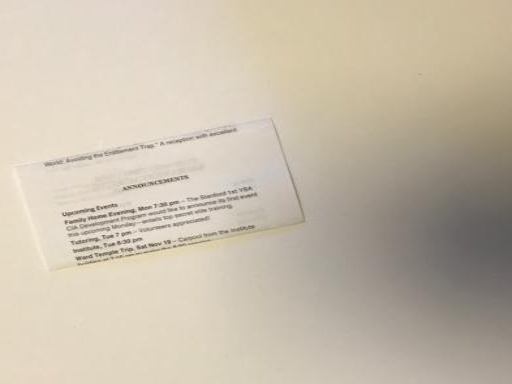 World: Avoiding the Entitlement Trap." A reception with excellent
ANNOUNCEMENTS
Upcoming Events
Family Home Evening, Mon 7:30 pm – The Stanford 1st YSA
CIA Development Program would like to announce its first event
this upcoming Monday—entails top secret elite training.
Tutoring, Tue 7 pm – Volunteers appreciated!
Institute, Tue 6:30 pm
Ward Temple Trip, Sat Nov 19 – Carpool from the institute